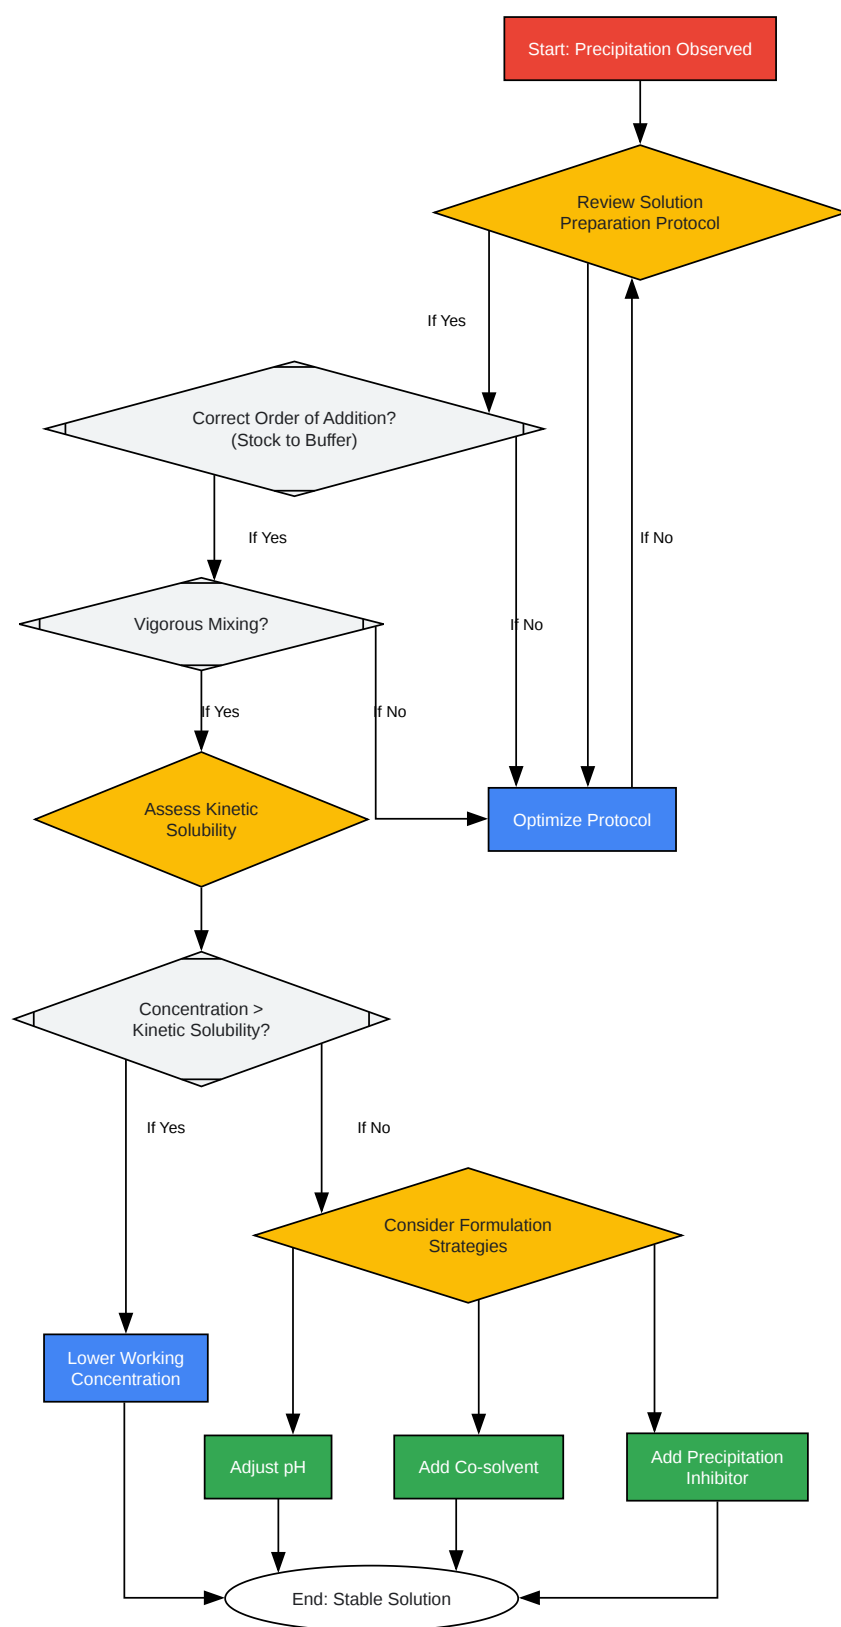 Start: Precipitation Observed
Review Solution
Preparation Protocol
If Yes
Correct Order of Addition?
(Stock to Buffer)
If Yes
If No
Vigorous Mixing?
If No
If Yes
If No
Assess Kinetic
Solubility
Optimize Protocol
Concentration >
Kinetic Solubility?
If Yes
If No
Consider Formulation
Strategies
Lower Working
Concentration
Adjust pH
Add Co-solvent
Add Precipitation
Inhibitor
End: Stable Solution